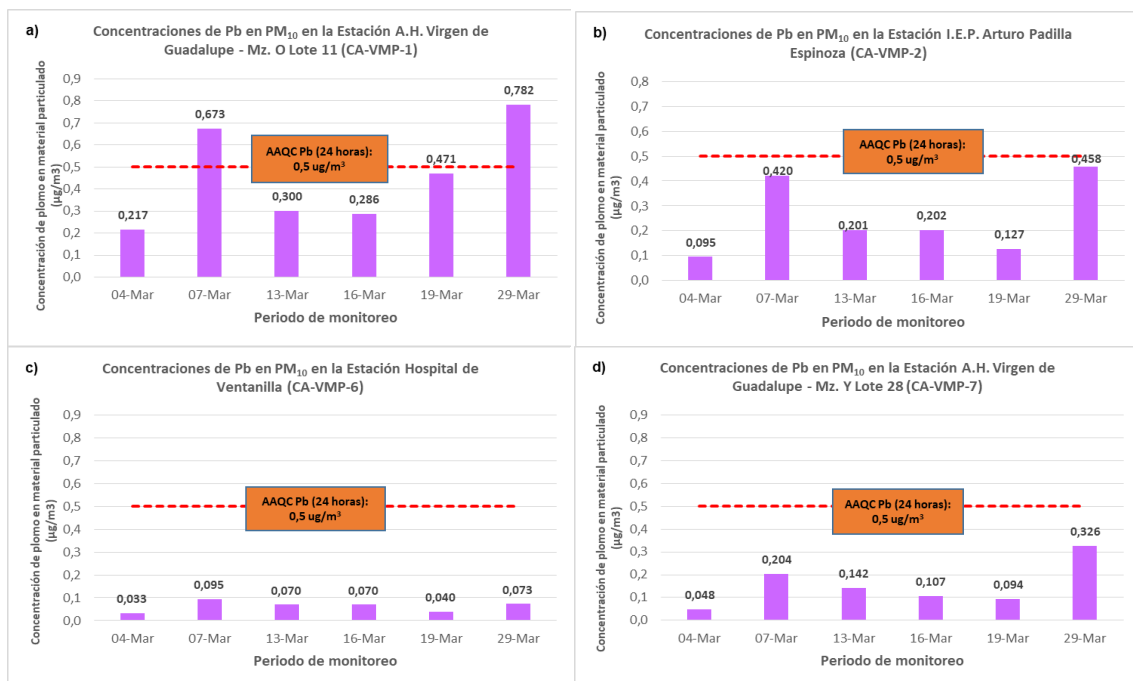 a)
Concentraciones de Pb en PM₁₀ en la Estación A.H. Virgen de
Guadalupe - Mz. O Lote 11 (CA-VMP-1)
Concentración de plomo en material particulado
(µg/m3)
0,9
0,8
0,7
0,6
0,5
0,4
0,3
0,2
0,1
0,0
0,217
0,673
0,300
0,286
0,471
0,782
AAQC Pb (24 horas):
0,5 ug/m³
04-Mar 07-Mar 13-Mar 16-Mar 19-Mar 29-Mar
Periodo de monitoreo
b)
Concentraciones de Pb en PM₁₀ en la Estación I.E.P. Arturo Padilla
Espinoza (CA-VMP-2)
Concentración de plomo en material particulado
(µg/m3)
0,8
0,7
0,6
0,5
0,4
0,3
0,2
0,1
0,0
0,095
0,420
0,201
0,202
0,127
0,458
AAQC Pb (24 horas):
0,5 ug/m³
04-Mar 07-Mar 13-Mar 16-Mar 19-Mar 29-Mar
Periodo de monitoreo
c)
Concentraciones de Pb en PM₁₀ en la Estación Hospital de
Ventanilla (CA-VMP-6)
Concentración de plomo en material particulado
(µg/m3)
0,9
0,8
0,7
0,6
0,5
0,4
0,3
0,2
0,1
0,0
0,033
0,095
0,070
0,070
0,040
0,073
AAQC Pb (24 horas):
0,5 ug/m³
04-Mar 07-Mar 13-Mar 16-Mar 19-Mar 29-Mar
Periodo de monitoreo
d)
Concentraciones de Pb en PM₁₀ en la Estación A.H. Virgen de
Guadalupe - Mz. Y Lote 28 (CA-VMP-7)
Concentración de plomo en material particulado
(µg/m3)
0,9
0,8
0,7
0,6
0,5
0,4
0,3
0,2
0,1
0,0
0,048
0,204
0,142
0,107
0,094
0,326
AAQC Pb (24 horas):
0,5 ug/m³
04-Mar 07-Mar 13-Mar 16-Mar 19-Mar 29-Mar
Periodo de monitoreo